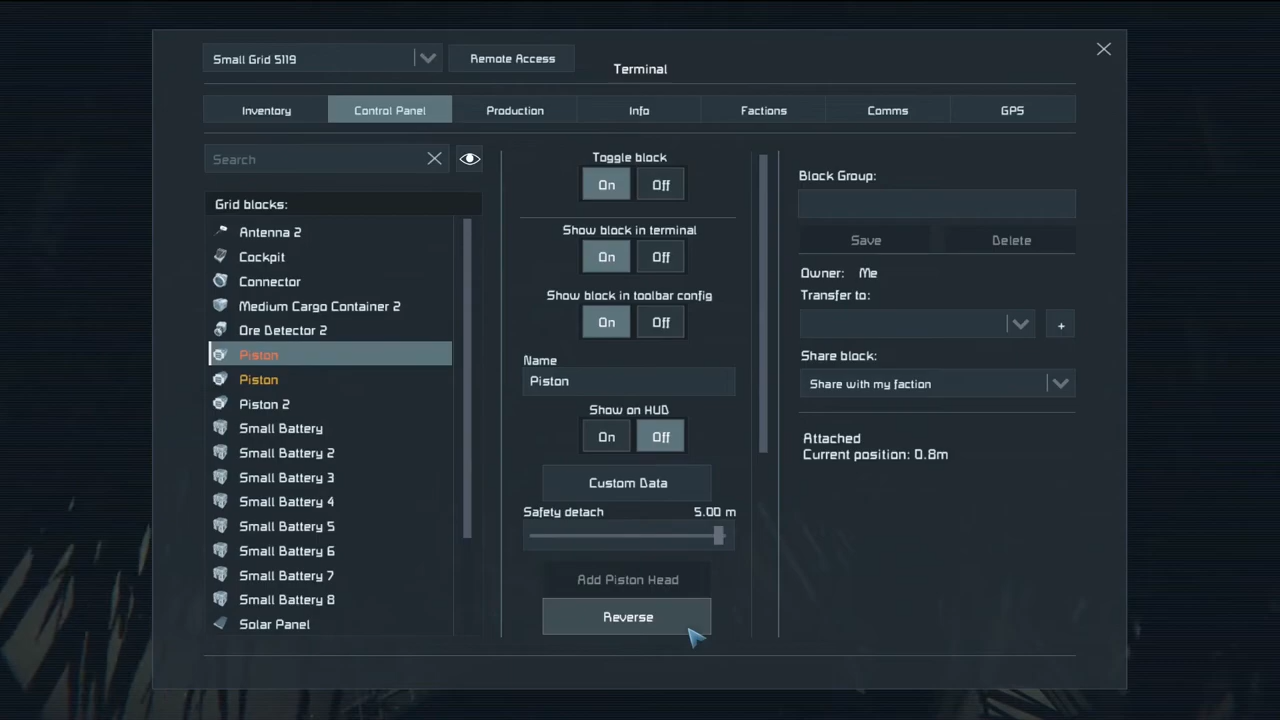 Small Grid 5119
Remote Access
Terminal
Inventory
Control Panel
Production
Info
Factions
Comms
GPS
Search
Grid blocks:
Antenna 2
Cockpit
Connector
Medium Cargo Container 2
Ore Detector 2
Piston
Piston
Piston 2
Small Battery
Small Battery 2
Small Battery 3
Small Battery 4
Small Battery 5
Small Battery 6
Small Battery 7
Small Battery 8
Solar Panel
Toggle block
On Off
Show block in terminal
On Off
Show block in toolbar config
On Off
Name
Piston
Show on HUD
On Off
Custom Data
Safety detach 5.00 m
Add Piston Head
Reverse
Block Group:
Save Delete
Owner: Me
Transfer to:
+
Share block:
Share with my faction
Attached
Current position: 0.8m